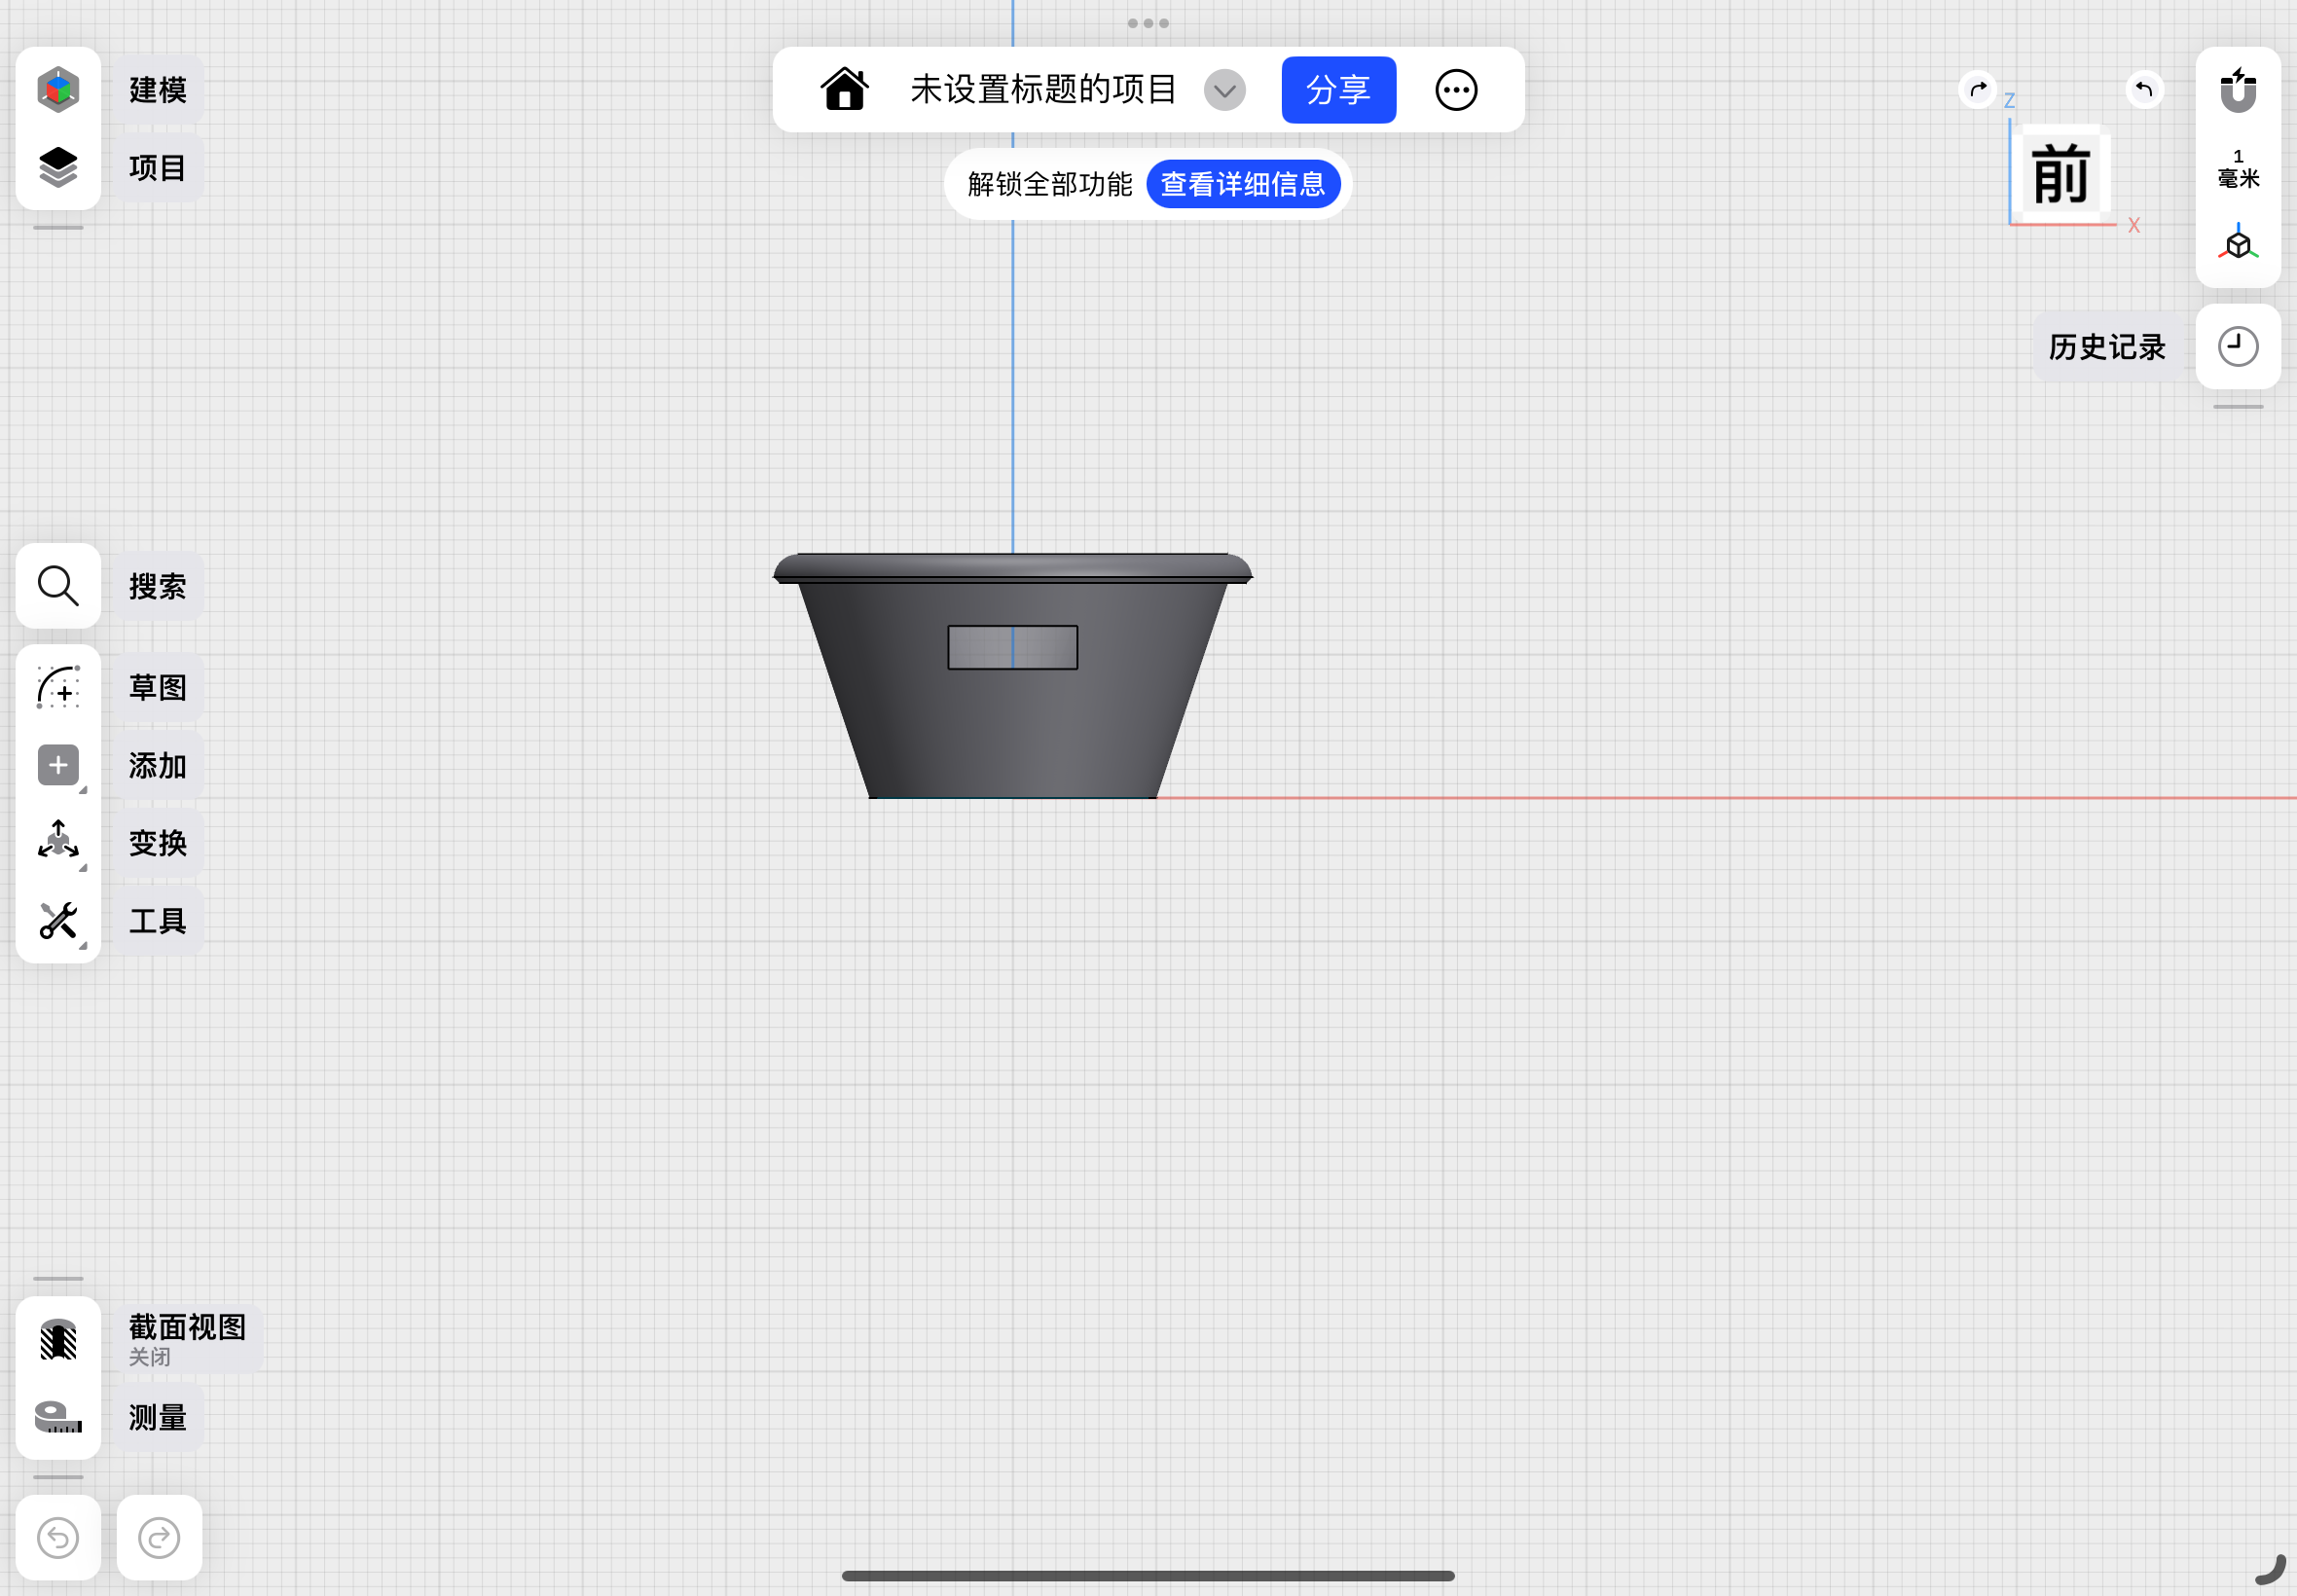 建模
项目
未设置标题的项目
分享
解锁全部功能
查看详细信息
Z
前
X
1
毫米
历史记录
搜索
草图
添加
变换
工具
截面视图
关闭
测量